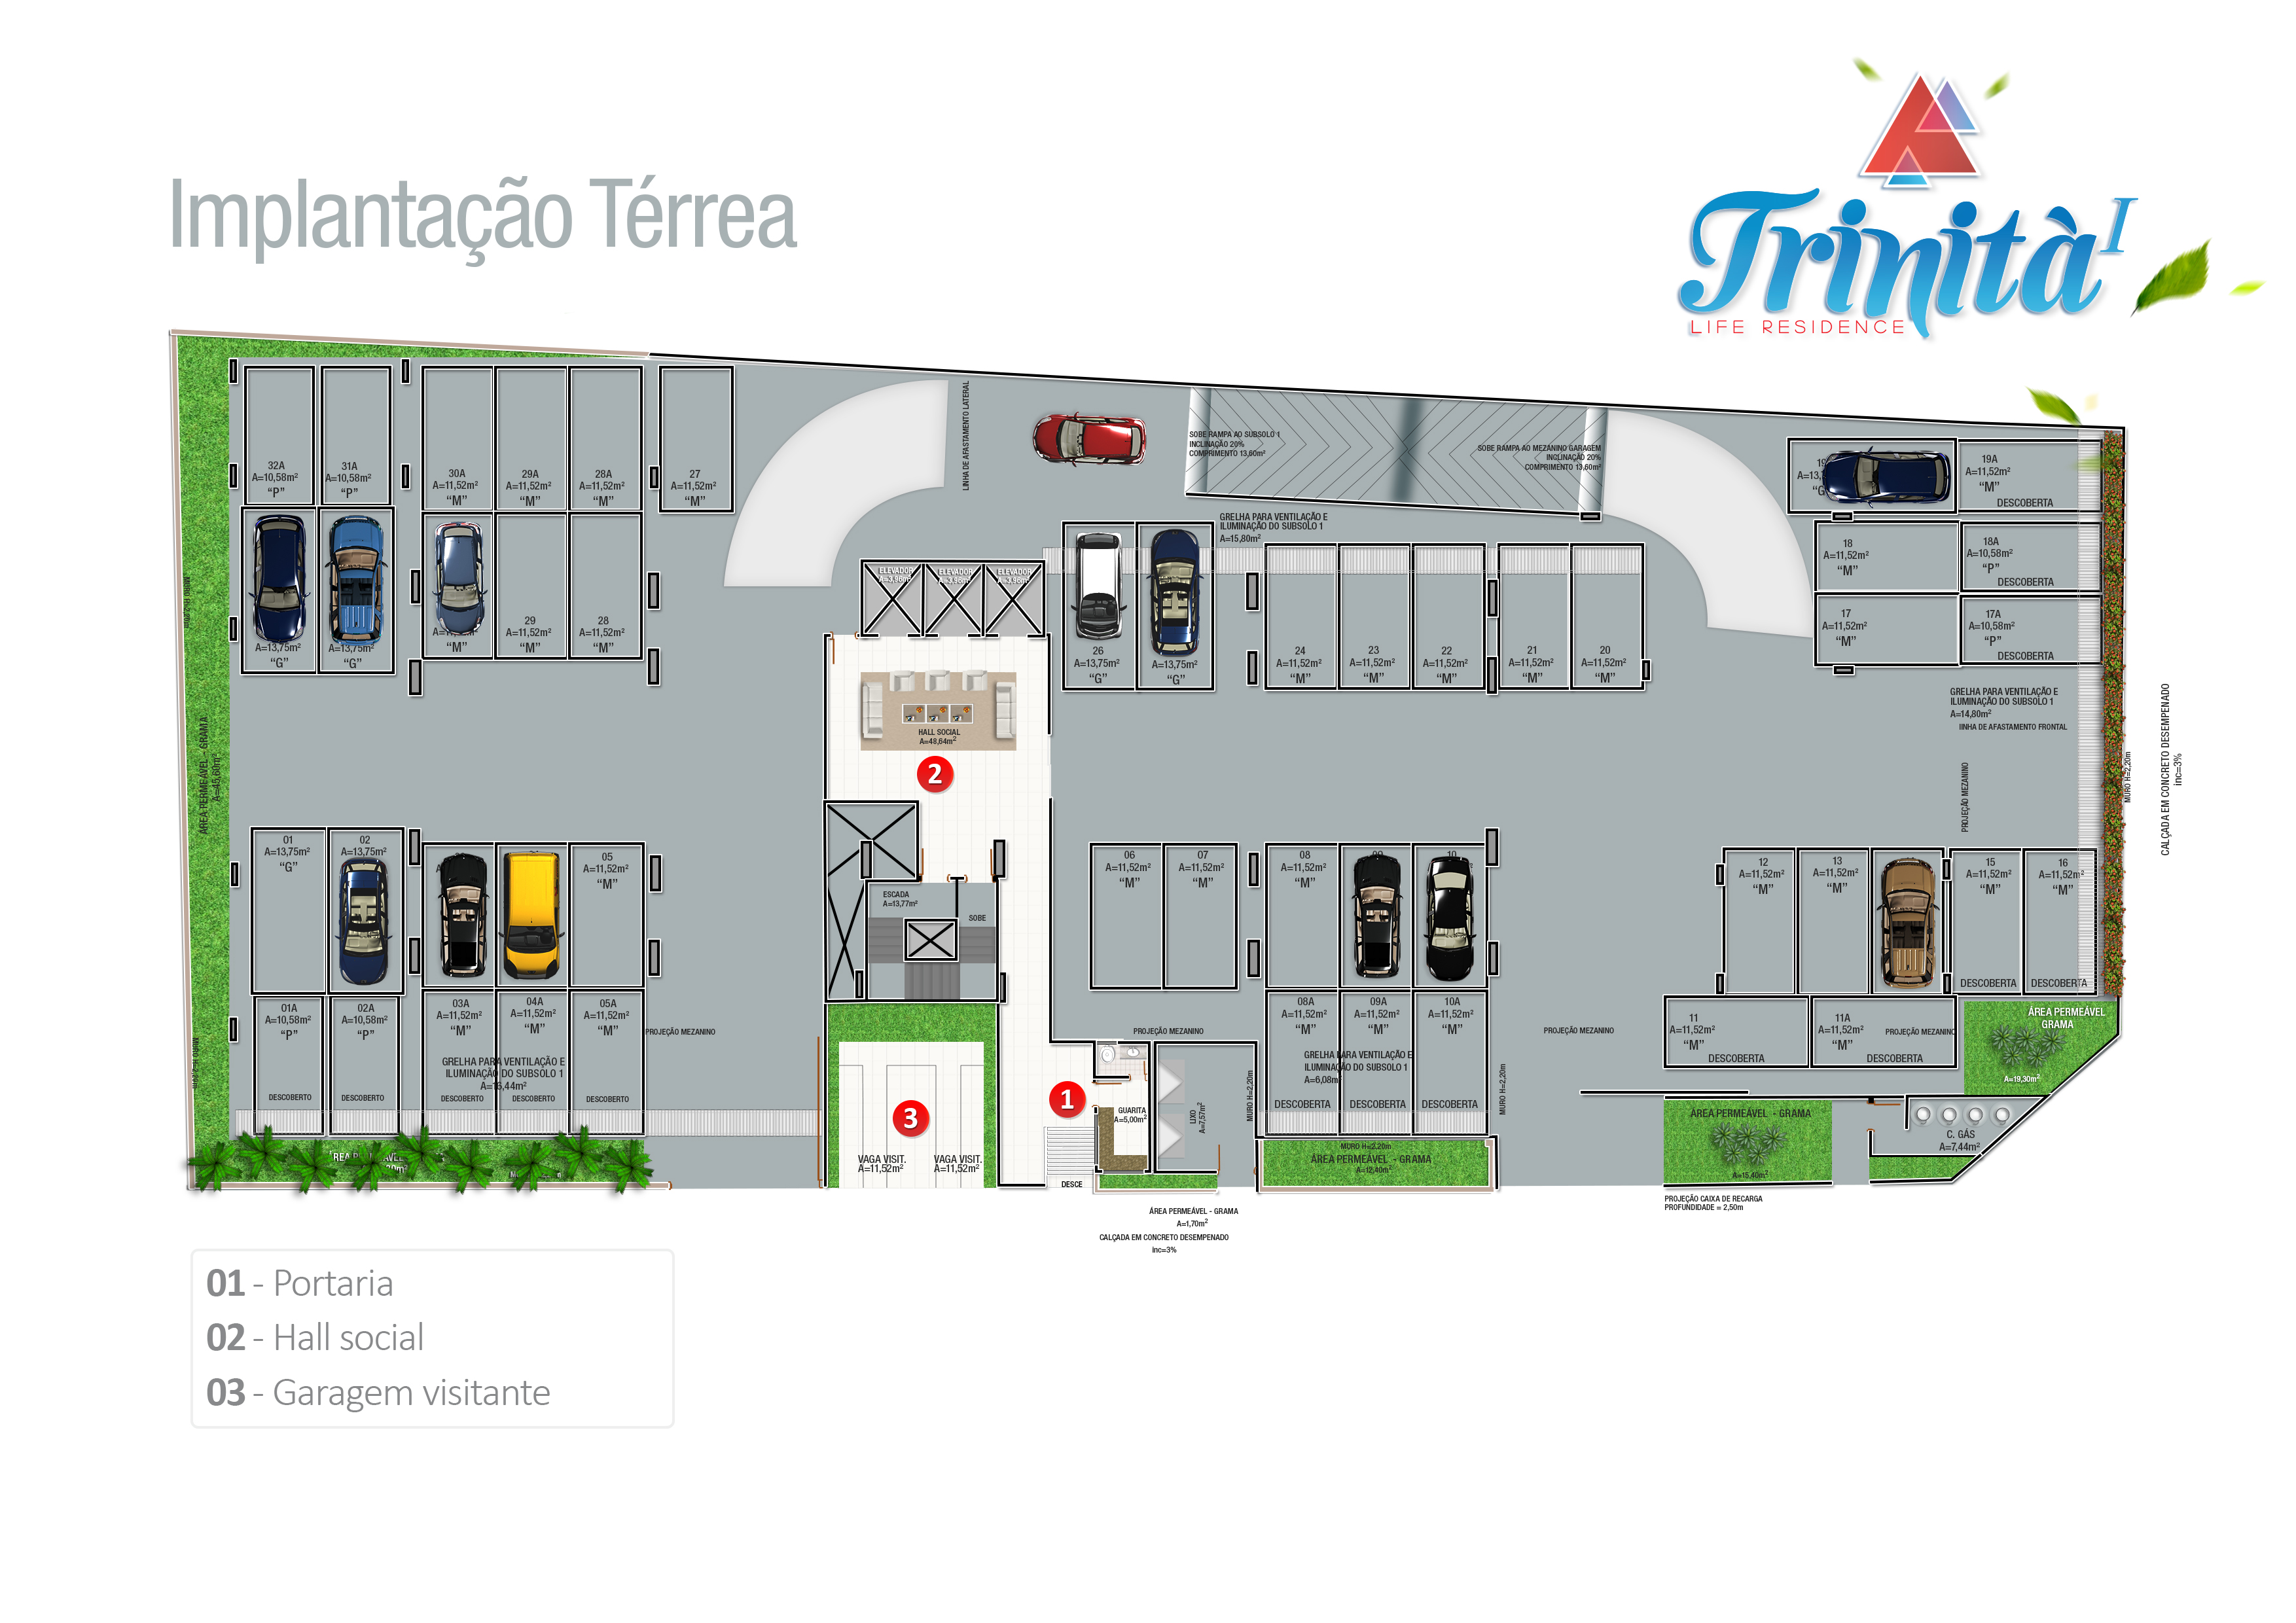 Implantação Térrea
Trinità I
LIFE RESIDENCE
32A
A=10,58m²
“P”
31A
A=10,58m²
“P”
30A
A=11,52m²
“M”
29A
A=11,52m²
“M”
28A
A=11,52m²
“M”
27
A=11,52m²
“M”
LINHA DE AFASTAMENTO LATERAL
SOBE RAMPA AO SUBSOLO 1
INCLINAÇÃO 20%
COMPRIMENTO 13,60m²
SOBE RAMPA AO MEZANINO GARAGEM
INCLINAÇÃO 20%
COMPRIMENTO 13,60m²
19A
A=11,52m²
“M”
DESCOBERTA
18
A=11,52m²
“M”
18A
A=10,58m²
“P”
DESCOBERTA
17
A=11,52m²
“M”
17A
A=10,58m²
“P”
DESCOBERTA
GRELHA PARA VENTILAÇÃO E
ILUMINAÇÃO DO SUBSOLO 1
A=15,80m²
A=13,75m²
“G”
A=13,75m²
“G”
“M”
29
A=11,52m²
“M”
28
A=11,52m²
“M”
ELEVADOR
A=3,96m²
ELEVADOR
A=3,96m²
ELEVADOR
A=3,96m²
26
A=13,75m²
“G”
A=13,75m²
“G”
24
A=11,52m²
“M”
23
A=11,52m²
“M”
22
A=11,52m²
“M”
21
A=11,52m²
“M”
20
A=11,52m²
“M”
GRELHA PARA VENTILAÇÃO E
ILUMINAÇÃO DO SUBSOLO 1
A=14,80m²
lINHA DE AFASTAMENTO FRONTAL
PROJEÇÃO MEZANINO
MURO H=2,20m
CALÇADA EM CONCRETO DESEMPENADO
inc=3%
ÁREA PERMEÁVEL - GRAMA
A=45,60m²
HALL SOCIAL
A=48,64m²
2
01
A=13,75m²
“G”
02
A=13,75m²
05
A=11,52m²
“M”
ESCADA
A=13,77m²
SOBE
06
A=11,52m²
“M”
07
A=11,52m²
“M”
08
A=11,52m²
“M”
12
A=11,52m²
“M”
13
A=11,52m²
“M”
15
A=11,52m²
“M”
DESCOBERTA
16
A=11,52m²
“M”
DESCOBERTA
01A
A=10,58m²
“P”
DESCOBERTO
02A
A=10,58m²
“P”
DESCOBERTO
03A
A=11,52m²
“M”
DESCOBERTO
04A
A=11,52m²
“M”
DESCOBERTO
05A
A=11,52m²
“M”
DESCOBERTO
GRELHA PARA VENTILAÇÃO E
ILUMINAÇÃO DO SUBSOLO 1
PROJEÇÃO MEZANINO
PROJEÇÃO MEZANINO
08A
A=11,52m²
“M”
DESCOBERTA
09A
A=11,52m²
“M”
DESCOBERTA
10A
A=11,52m²
“M”
DESCOBERTA
GRELHA PARA VENTILAÇÃO E
ILUMINAÇÃO DO SUBSOLO 1
A=6,08m²
PROJEÇÃO MEZANINO
11
A=11,52m²
“M”
DESCOBERTA
11A
A=11,52m²
“M”
DESCOBERTA
PROJEÇÃO MEZANINO
ÁREA PERMEÁVEL
GRAMA
A=19,30m²
3
VAGA VISIT.
A=11,52m²
VAGA VISIT.
A=11,52m²
1
GUARITA
A=5,00m²
LIXO
A=7,57m²
MURO H=2,20m
MURO H=2,20m
DESCE
MURO H=2,20m
ÁREA PERMEÁVEL - GRAMA
A=12,40m²
ÁREA PERMEÁVEL - GRAMA
A=15,40m²
C. GÁS
A=7,44m²
PROJEÇÃO CAIXA DE RECARGA
PROFUNDIDADE = 2,50m
ÁREA PERMEÁVEL - GRAMA
A=1,70m²
CALÇADA EM CONCRETO DESEMPENADO
inc=3%
01 - Portaria
02 - Hall social
03 - Garagem visitante